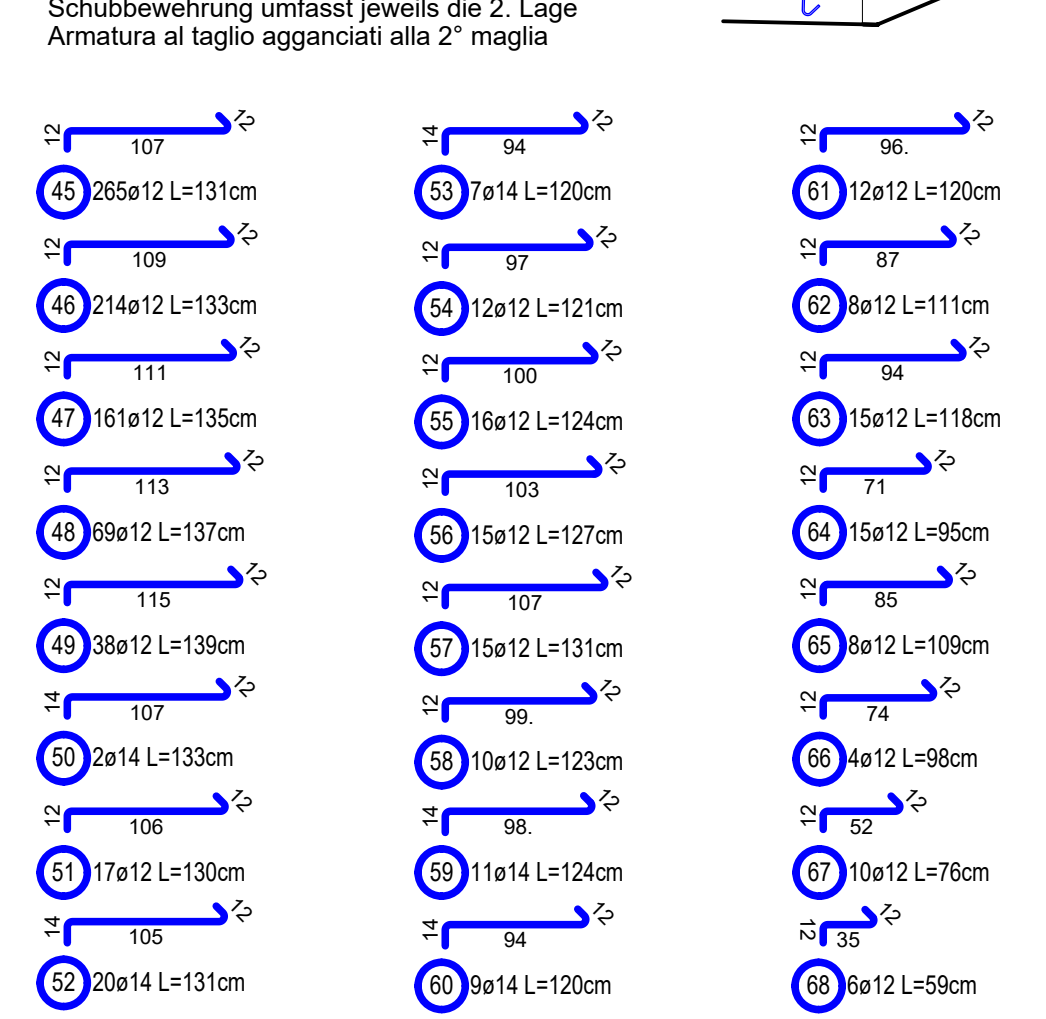 Schubbewehrung umfasst jeweils die 2. Lage
Armatura al taglio agganciati alla 2° maglia
12 107 12
45 265ø12 L=131cm
12 109 12
46 214ø12 L=133cm
12 111 12
47 161ø12 L=135cm
12 113 12
48 69ø12 L=137cm
12 115 12
49 38ø12 L=139cm
14 107 12
50 2ø14 L=133cm
12 106 12
51 17ø12 L=130cm
14 105 12
52 20ø14 L=131cm
14 94 12
53 7ø14 L=120cm
12 97 12
54 12ø12 L=121cm
12 100 12
55 16ø12 L=124cm
12 103 12
56 15ø12 L=127cm
12 107 12
57 15ø12 L=131cm
12 99. 12
58 10ø12 L=123cm
14 98. 12
59 11ø14 L=124cm
14 94 12
60 9ø14 L=120cm
12 96. 12
61 12ø12 L=120cm
12 87 12
62 8ø12 L=111cm
12 94 12
63 15ø12 L=118cm
12 71 12
64 15ø12 L=95cm
12 85 12
65 8ø12 L=109cm
12 74 12
66 4ø12 L=98cm
12 52 12
67 10ø12 L=76cm
12 35 12
68 6ø12 L=59cm